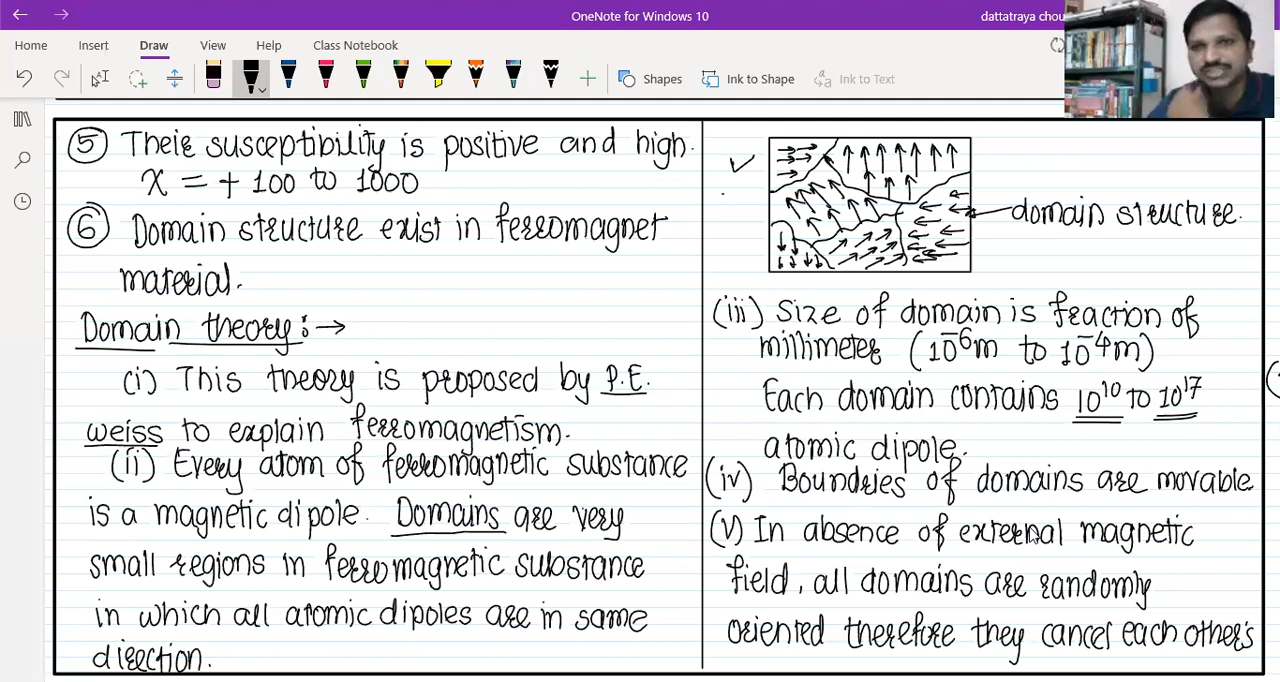 OneNote for Windows 10
dattatraya chou
Home Insert Draw View Help Class Notebook
Shapes Ink to Shape Ink to Text
⑤ Their susceptibility is positive and high.
χ = + 100 to 1000
⑥ Domain structure exist in ferromagnet
material.
Domain theory :→
(i) This theory is proposed by P.E.
weiss to explain ferromagnetism.
(ii) Every atom of ferromagnetic substance
is a magnetic dipole. Domains are very
small regions in ferromagnetic substance
in which all atomic dipoles are in same
direction.
domain structure.
(iii) Size of domain is fraction of
millimeter (10⁻⁶m to 10⁻⁴m)
Each domain contains 10¹⁰ to 10¹⁷
atomic dipole.
(iv) Boundries of domains are movable
(v) In absence of external magnetic
field, all domains are randomly
oriented therefore they cancel each other's